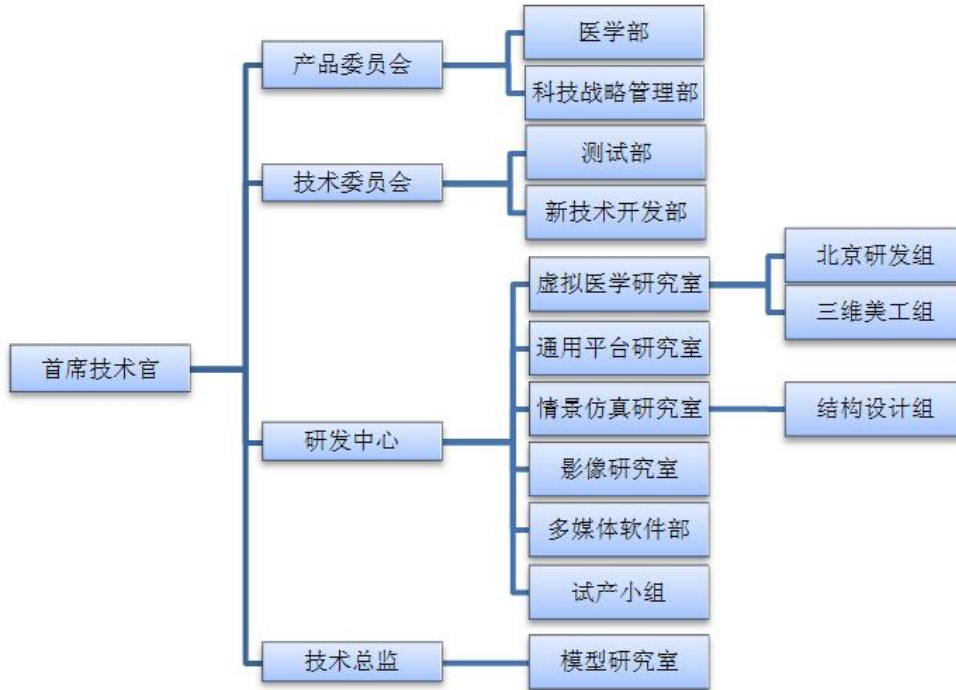 首席技术官
产品委员会
医学部
科技战略管理部
技术委员会
测试部
新技术开发部
研发中心
虚拟医学研究室
北京研发组
三维美工组
通用平台研究室
情景仿真研究室
结构设计组
影像研究室
多媒体软件部
试产小组
技术总监
模型研究室